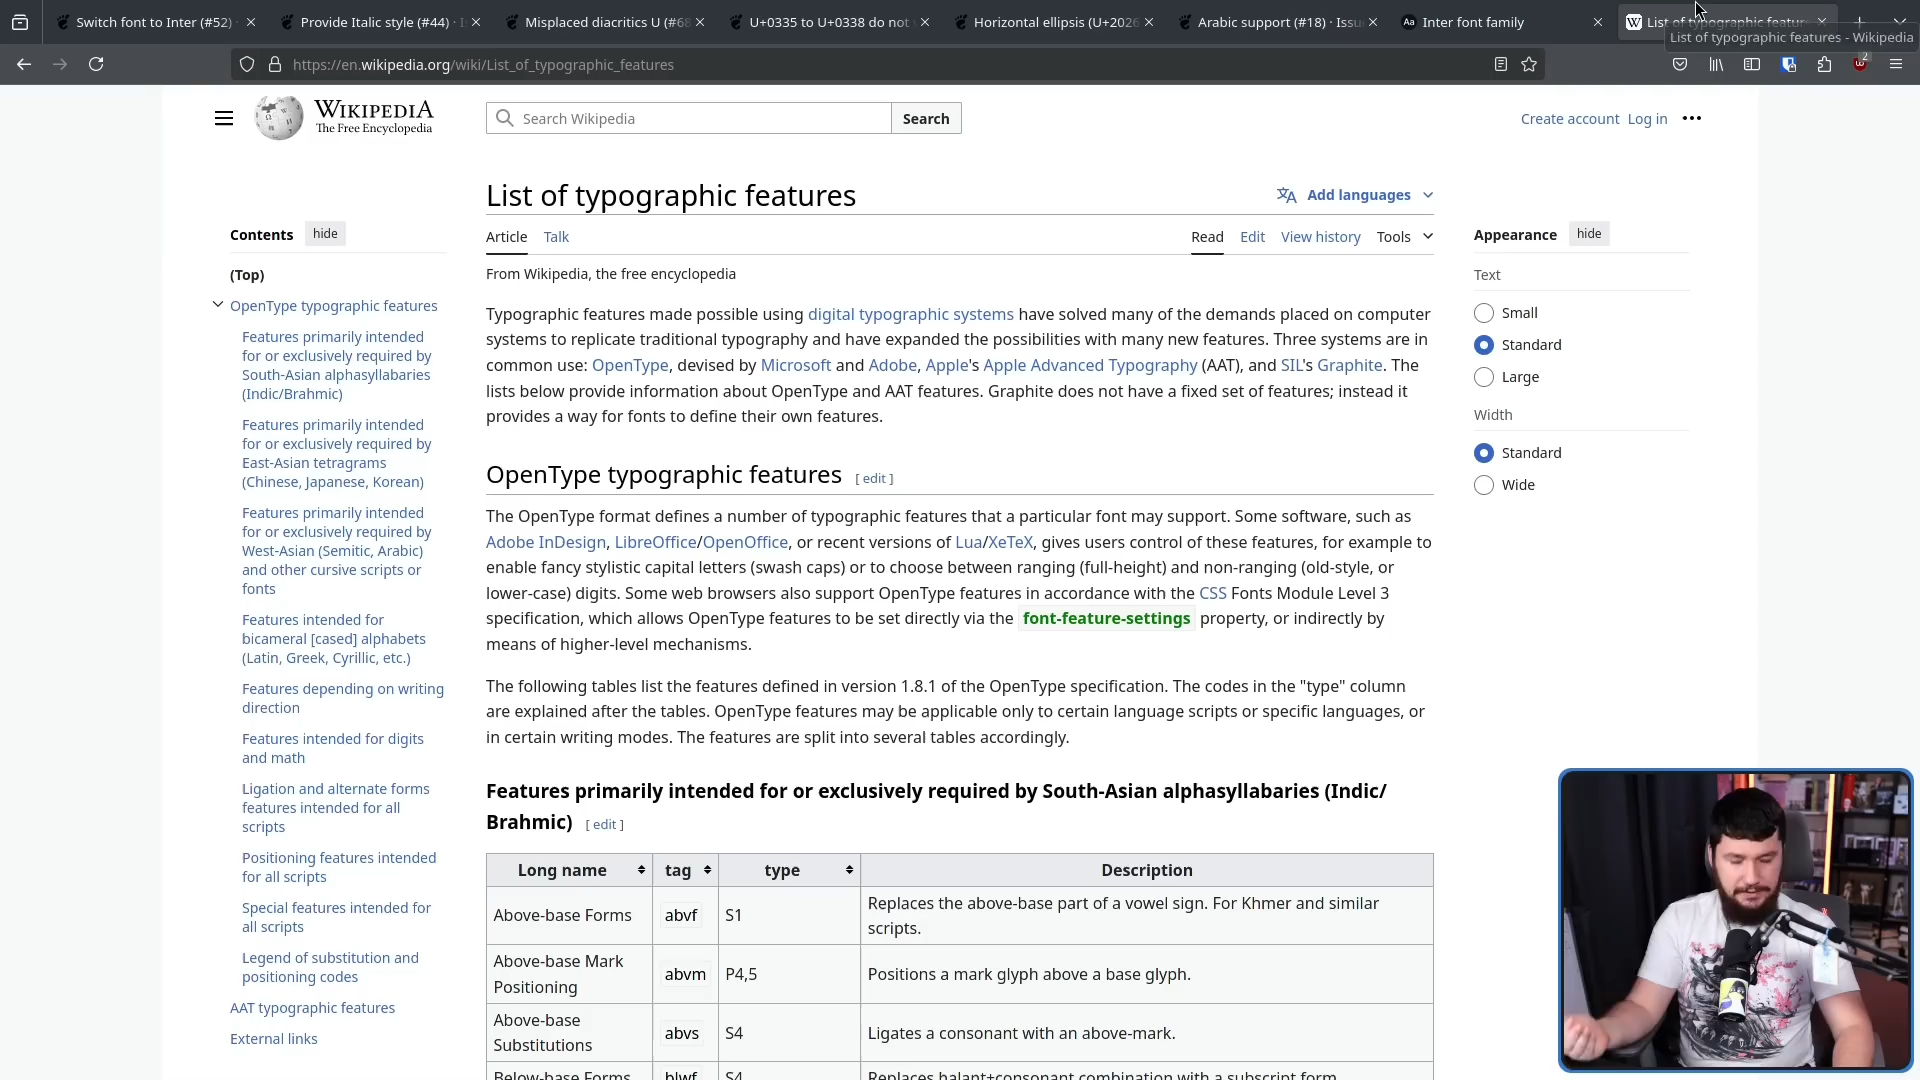 Switch font to Inter (#52) ·
Provide Italic style (#44) · I
Misplaced diacritics U (#68
U+0335 to U+0338 do not
Horizontal ellipsis (U+2026
Arabic support (#18) · Issu
Inter font family
List of typographic featur
List of typographic features - Wikipedia
https://en.wikipedia.org/wiki/List_of_typographic_features
2
WIKIPEDIA
The Free Encyclopedia
Search Wikipedia
Search
Create account Log in
List of typographic features
Add languages
Article Talk
Read Edit View history Tools
From Wikipedia, the free encyclopedia
Contents hide
(Top)
OpenType typographic features
Features primarily intended
for or exclusively required by
South-Asian alphasyllabaries
(Indic/Brahmic)
Features primarily intended
for or exclusively required by
East-Asian tetragrams
(Chinese, Japanese, Korean)
Features primarily intended
for or exclusively required by
West-Asian (Semitic, Arabic)
and other cursive scripts or
fonts
Features intended for
bicameral [cased] alphabets
(Latin, Greek, Cyrillic, etc.)
Features depending on writing
direction
Features intended for digits
and math
Ligation and alternate forms
features intended for all
scripts
Positioning features intended
for all scripts
Special features intended for
all scripts
Legend of substitution and
positioning codes
AAT typographic features
External links
Typographic features made possible using digital typographic systems have solved many of the demands placed on computer
systems to replicate traditional typography and have expanded the possibilities with many new features. Three systems are in
common use: OpenType, devised by Microsoft and Adobe, Apple's Apple Advanced Typography (AAT), and SIL's Graphite. The
lists below provide information about OpenType and AAT features. Graphite does not have a fixed set of features; instead it
provides a way for fonts to define their own features.
OpenType typographic features [ edit ]
The OpenType format defines a number of typographic features that a particular font may support. Some software, such as
Adobe InDesign, LibreOffice/OpenOffice, or recent versions of Lua/XeTeX, gives users control of these features, for example to
enable fancy stylistic capital letters (swash caps) or to choose between ranging (full-height) and non-ranging (old-style, or
lower-case) digits. Some web browsers also support OpenType features in accordance with the CSS Fonts Module Level 3
specification, which allows OpenType features to be set directly via the font-feature-settings property, or indirectly by
means of higher-level mechanisms.
The following tables list the features defined in version 1.8.1 of the OpenType specification. The codes in the "type" column
are explained after the tables. OpenType features may be applicable only to certain language scripts or specific languages, or
in certain writing modes. The features are split into several tables accordingly.
Features primarily intended for or exclusively required by South-Asian alphasyllabaries (Indic/
Brahmic) [ edit ]
Long name tag type Description
Above-base Forms abvf S1 Replaces the above-base part of a vowel sign. For Khmer and similar
scripts.
Above-base Mark
Positioning abvm P4,5 Positions a mark glyph above a base glyph.
Above-base
Substitutions abvs S4 Ligates a consonant with an above-mark.
Below-base Forms blwf S4 Replaces halant+consonant combination with a subscript form.
Appearance hide
Text
Small
Standard
Large
Width
Standard
Wide